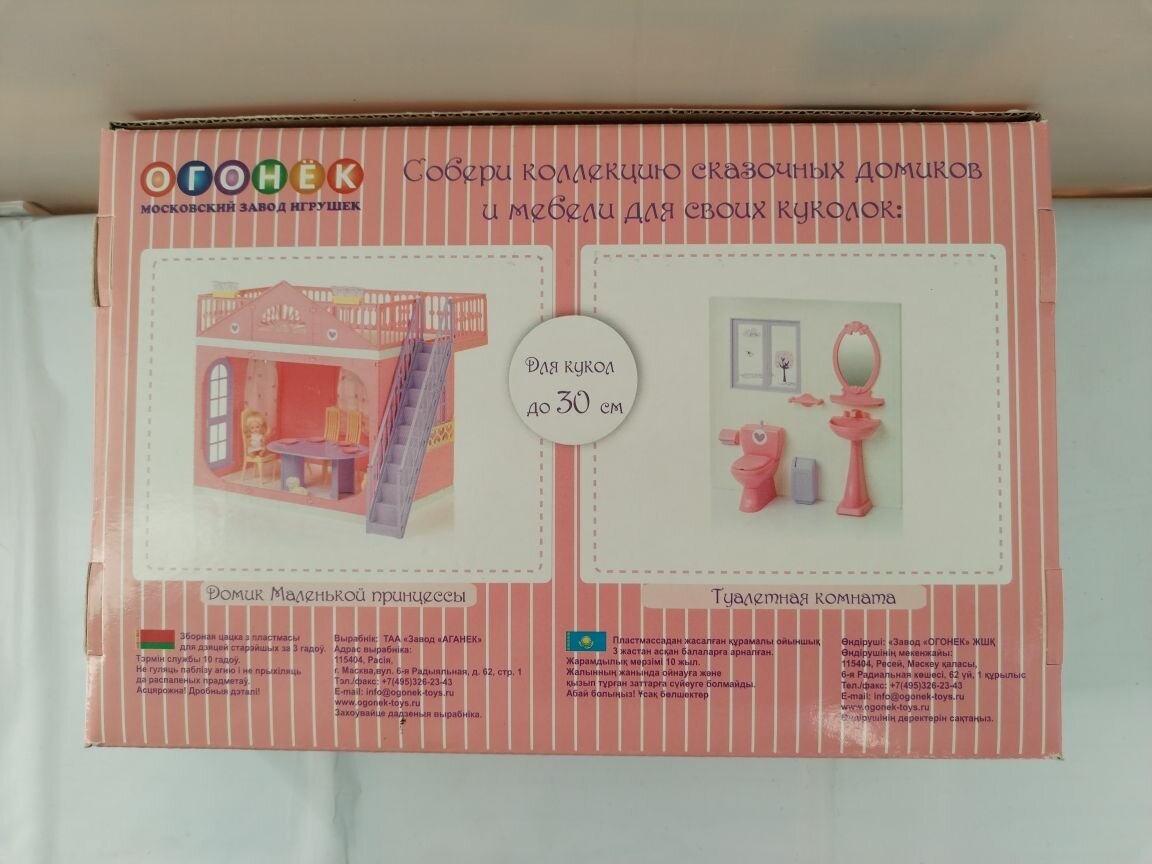 ОГОНЁК
МОСКОВСКИЙ ЗАВОД ИГРУШЕК
Собери коллекцию сказочных домиков
и мебели для своих куколок:
Для кукол
до 30 см
Домик Маленькой принцессы
Туалетная комната
Зборная цацка з пластмасы
для дзяцей старэйшых за 3 гадоў.
Тэрмін службы 10 гадоў.
Не гуляць паблізу агню і не прыхіляць
да распаленых прадметаў.
Асцярожна! Дробныя дэталі!
Вырабнік: ТАА «Завод «АГАНЕК»
Адрас вырабніка:
115404, Расія,
г. Масква,вул. 6-я Радыяльная, д. 62, стр. 1
Тэл./факс: +7(495)326-23-43
E-mail: info@ogonek-toys.ru
www.ogonek-toys.ru
Захоўвайце дадзеныя вырабніка.
Пластмассадан жасалған құрамалы ойыншық
3 жастан асқан балаларға арналған.
Жарамдылық мерзімі 10 жыл.
Жалынның жанында ойнауға және
қызып тұрған заттарға сүйеуге болмайды.
Абай болыңыз! Ұсақ бөлшектер
Өндіруші: «Завод «ОГОНЕК» ЖШҚ
Өндірушінің мекенжайы:
115404, Ресей, Мәскеу қаласы,
6-я Радиальная көшесі, 62 үй, 1 құрылыс
Тел./факс: +7(495)326-23-43
E-mail: info@ogonek-toys.ru
www.ogonek-toys.ru
Өндірушінің деректерін сақтаңыз.